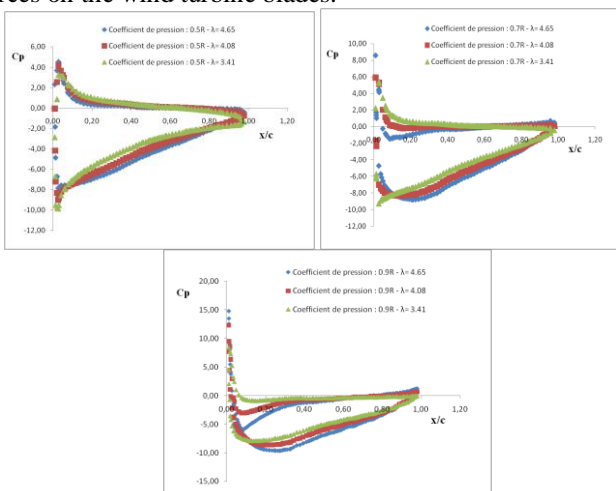 rces on the wind turbine blades.
Cp
Coefficient de pression : 0.5R - λ= 4.65
Coefficient de pression : 0.5R - λ= 4.08
Coefficient de pression : 0.5R - λ= 3.41
6,00
4,00
2,00
0,00
-2,00
-4,00
-6,00
-8,00
-10,00
-12,00
0,00 0,20 0,40 0,60 0,80 1,00 1,20
x/c
Cp
Coefficient de pression : 0.7R - λ= 4.65
Coefficient de pression : 0.7R - λ=4.08
Coefficient de pression : 0.7R - λ= 3.41
10,00
8,00
6,00
4,00
2,00
0,00
-2,00
-4,00
-6,00
-8,00
-10,00
-12,00
0,00 0,20 0,40 0,60 0,80 1,00 1,20
x/c
Cp
Coefficient de pression : 0.9R - λ= 4.65
Coefficient de pression : 0.9R - λ= 4.08
Coefficient de pression : 0.9R - λ= 3.41
20,00
15,00
10,00
5,00
0,00
-5,00
-10,00
-15,00
0,00 0,20 0,40 0,60 0,80 1,00 1,20
x/c